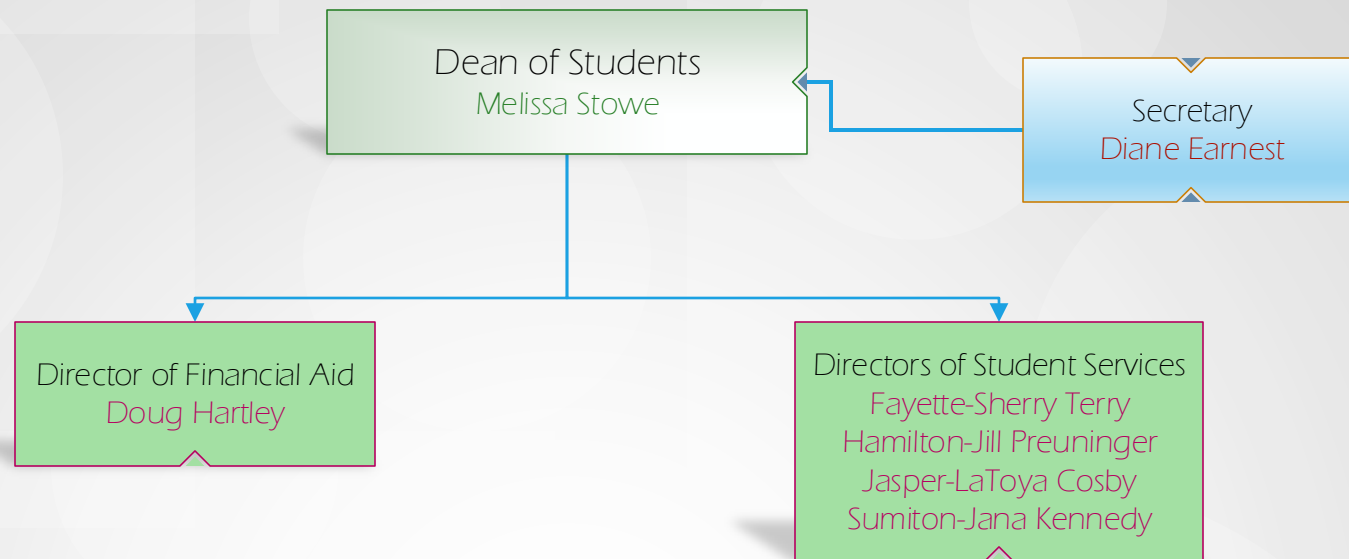 Dean of Students
Melissa Stowe
Secretary
Diane Earnest
Director of Financial Aid
Doug Hartley
Directors of Student Services
Fayette-Sherry Terry
Hamilton-Jill Preuninger
Jasper-LaToya Cosby
Sumiton-Jana Kennedy